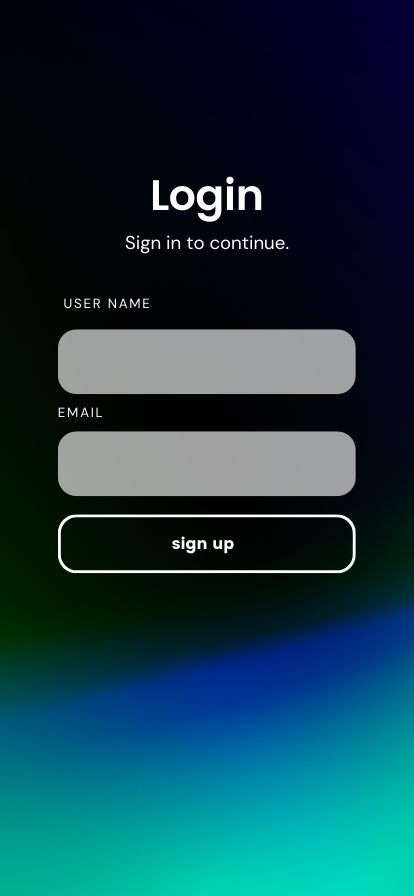 Login
Sign in to continue.
USER NAME
EMAIL
sign up